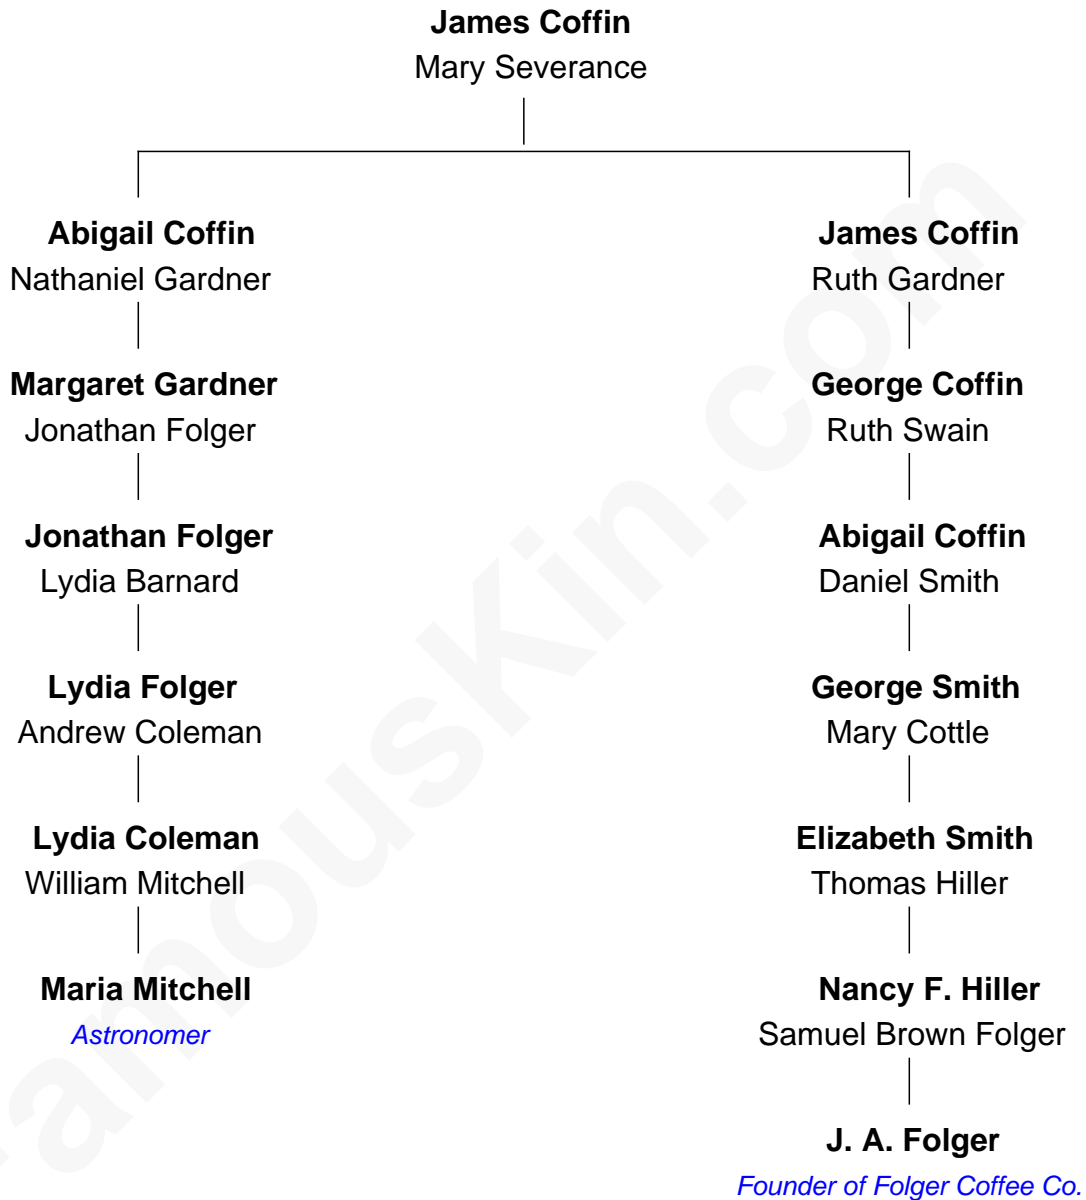 James Coffin
Mary Severance
Abigail Coffin
Nathaniel Gardner
James Coffin
Ruth Gardner
Margaret Gardner
Jonathan Folger
George Coffin
Ruth Swain
Jonathan Folger
Lydia Barnard
Abigail Coffin
Daniel Smith
Lydia Folger
Andrew Coleman
George Smith
Mary Cottle
Lydia Coleman
William Mitchell
Elizabeth Smith
Thomas Hiller
Maria Mitchell
Astronomer
Nancy F. Hiller
Samuel Brown Folger
J. A. Folger
Founder of Folger Coffee Co.
amousKin.com